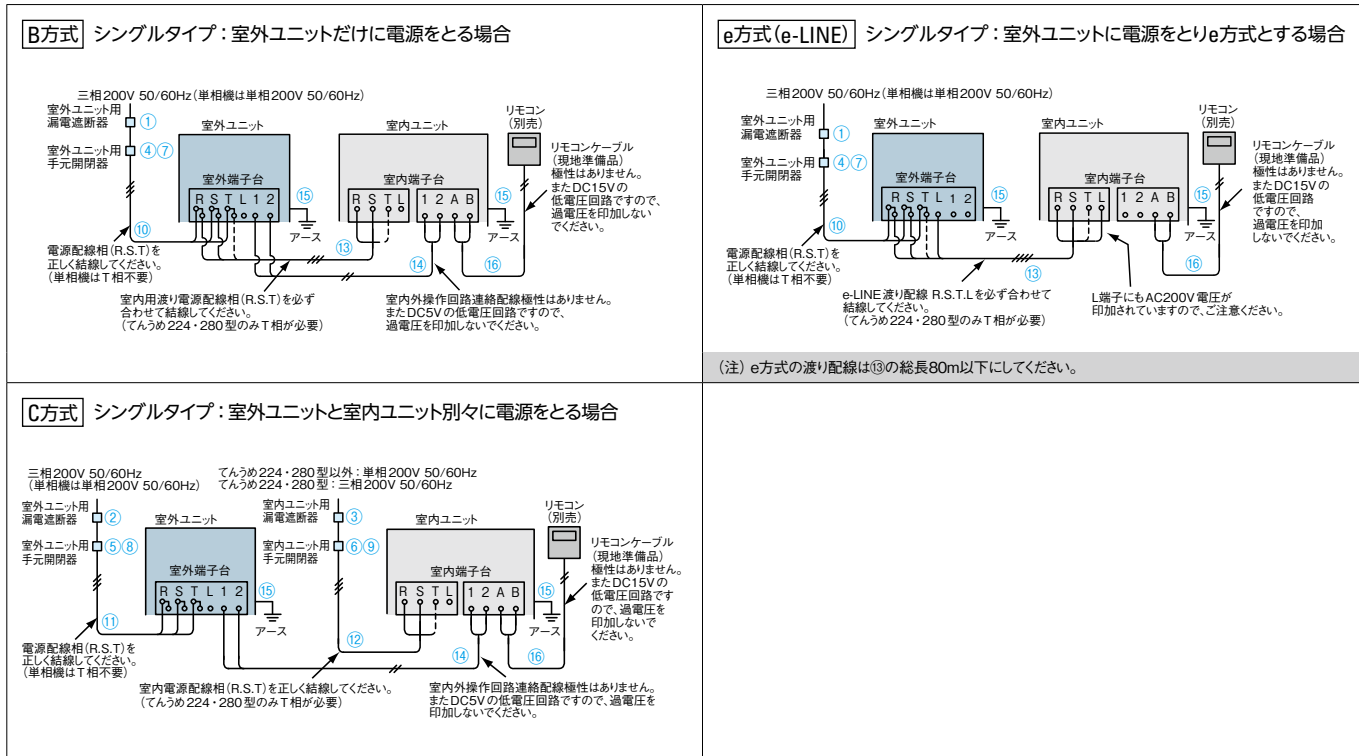 B方式 シングルタイプ：室外ユニットだけに電源をとる場合
三相200V 50/60Hz（単相機は単相200V 50/60Hz）
室外ユニット用
漏電遮断器
①
室外ユニット用
手元開閉器
④⑦
室外ユニット
室外端子台
R S T L 1 2
⑮
アース
室内ユニット
室内端子台
R S T L
1 2 A B
⑮
アース
リモコン
（別売）
リモコンケーブル
（現地準備品）
極性はありません。
またDC15Vの
低電圧回路ですので、
過電圧を印加しない
でください。
⑩
⑬
⑭
⑯
電源配線相（R.S.T）を
正しく結線してください。
（単相機はT相不要）
室内用渡り電源配線相（R.S.T）を必ず
合わせて結線してください。
（てんうめ224・280型のみT相が必要）
室内外操作回路連絡配線極性はありません。
またDC5Vの低電圧回路ですので、
過電圧を印加しないでください。
e方式（e-LINE） シングルタイプ：室外ユニットに電源をとりe方式とする場合
三相200V 50/60Hz（単相機は単相200V 50/60Hz）
室外ユニット用
漏電遮断器
①
室外ユニット用
手元開閉器
④⑦
室外ユニット
室外端子台
R S T L 1 2
⑮
アース
室内ユニット
室内端子台
R S T L
1 2 A B
⑮
アース
リモコン
（別売）
リモコンケーブル
（現地準備品）
極性はありません。
またDC15Vの
低電圧回路
ですので、
過電圧を印加
しないでください。
⑩
⑬
⑯
電源配線相（R.S.T）を
正しく結線してください。
（単相機はT相不要）
e-LINE渡り配線 R.S.T.Lを必ず合わせて
結線してください。
（てんうめ224・280型のみT相が必要）
L端子にもAC200V電圧が
印加されていますので、ご注意ください。
（注）e方式の渡り配線は⑬の総長80m以下にしてください。
C方式 シングルタイプ：室外ユニットと室内ユニット別々に電源をとる場合
三相200V 50/60Hz
（単相機は単相200V 50/60Hz）
てんうめ224・280型以外：単相200V 50/60Hz
てんうめ224・280型：三相200V 50/60Hz
室外ユニット用
漏電遮断器
②
室外ユニット用
手元開閉器
⑤⑧
室外ユニット
室外端子台
R S T L 1 2
⑮
アース
室内ユニット用
漏電遮断器
③
室内ユニット用
手元開閉器
⑥⑨
室内ユニット
室内端子台
R S T L
1 2 A B
⑮
アース
リモコン
（別売）
リモコンケーブル
（現地準備品）
極性はありません。
またDC15Vの
低電圧回路です
ので、過電圧を
印加しないで
ください。
⑪
⑫
⑭
⑯
電源配線相（R.S.T）を
正しく結線してください。
（単相機はT相不要）
室内電源配線相（R.S.T）を正しく結線してください。
（てんうめ224・280型のみT相が必要）
室内外操作回路連絡配線極性はありません。
またDC5Vの低電圧回路ですので、過電圧を
印加しないでください。